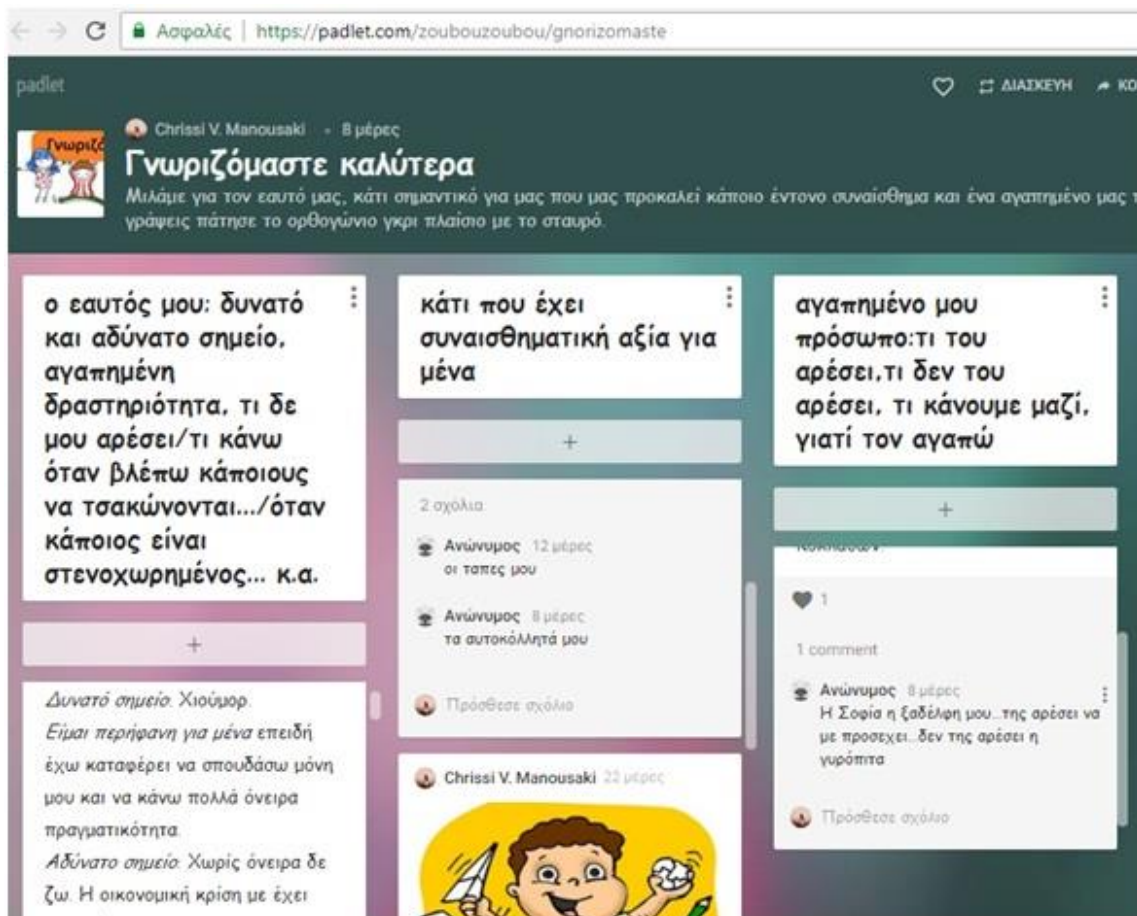 Ασφαλές | https://padlet.com/zoubouzoubou/gnorizomaste
padlet
ΔΙΑΣΚΕΥΗ
ΚΟ
Γνωριζό
Chrissi V. Manousaki • 8 μέρες
Γνωριζόμαστε καλύτερα
Μιλάμε για τον εαυτό μας, κάτι σημαντικό για μας που μας προκαλεί κάποιο έντονο συναίσθημα και ένα αγαπημένο μας
γράψεις πάτησε το ορθογώνιο γκρι πλαίσιο με το σταυρό.
ο εαυτός μου: δυνατό
και αδύνατο σημείο,
αγαπημένη
δραστηριότητα, τι δε
μου αρέσει/τι κάνω
όταν βλέπω κάποιους
να τσακώνονται.../όταν
κάποιος είναι
στενοχωρημένος... κ.α.
+
Δυνατό σημείο: Χιούμορ.
Είμαι περήφανη για μένα επειδή
έχω καταφέρει να σπουδάσω μόνη
μου και να κάνω πολλά όνειρα
πραγματικότητα.
Αδύνατο σημείο: Χωρίς όνειρα δε
ζω. Η οικονομική κρίση με έχει
κάτι που έχει
συναισθηματική αξία για
μένα
+
2 σχόλια
Ανώνυμος 12 μέρες
οι ταπες μου
Ανώνυμος 8 μέρες
τα αυτοκόλλητά μου
Πρόσθεσε σχόλιο
Chrissi V. Manousaki 22 μέρες
αγαπημένο μου
πρόσωπο:τι του
αρέσει,τι δεν του
αρέσει, τι κάνουμε μαζί,
γιατί τον αγαπώ
+
1
1 comment
Ανώνυμος 8 μέρες
Η Σοφία η ξαδέλφη μου...της αρέσει να
με προσεχει...δεν της αρέσει η
γυρόπιτα
Πρόσθεσε σχόλιο